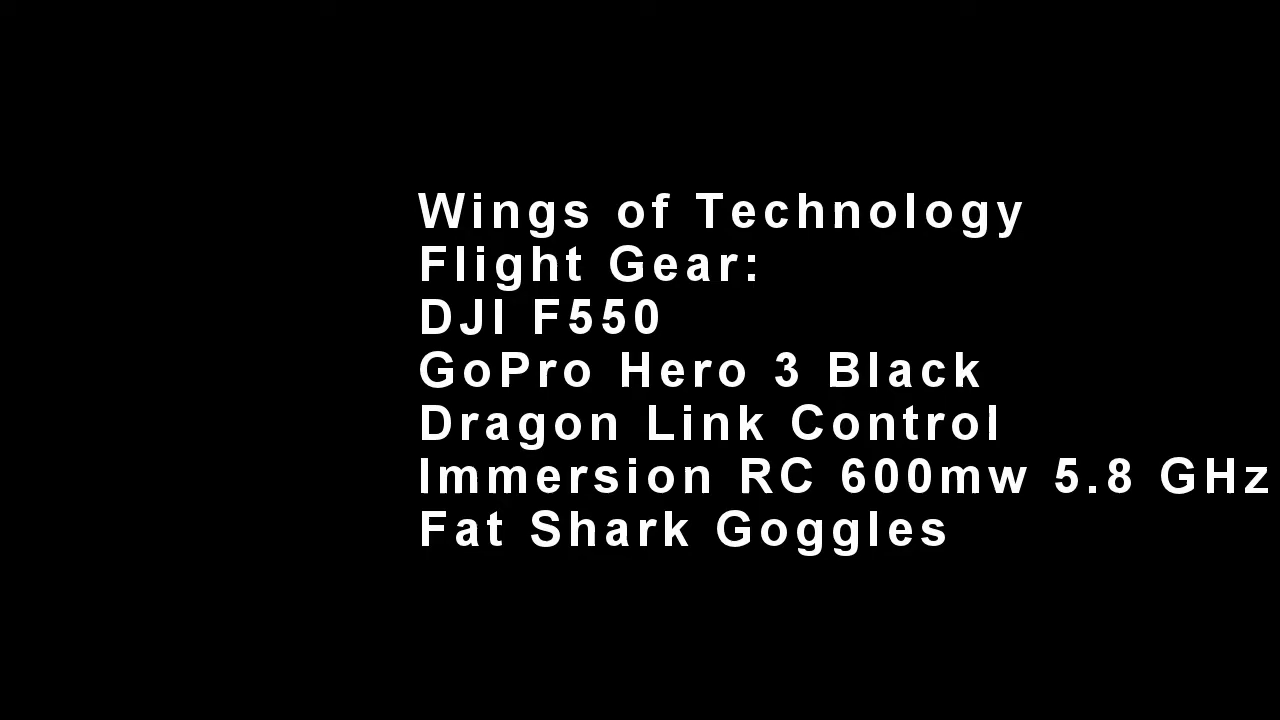 Wings of Technology
Flight Gear:
DJI F550
GoPro Hero 3 Black
Dragon Link Control
Immersion RC 600mw 5.8 GHz
Fat Shark Goggles